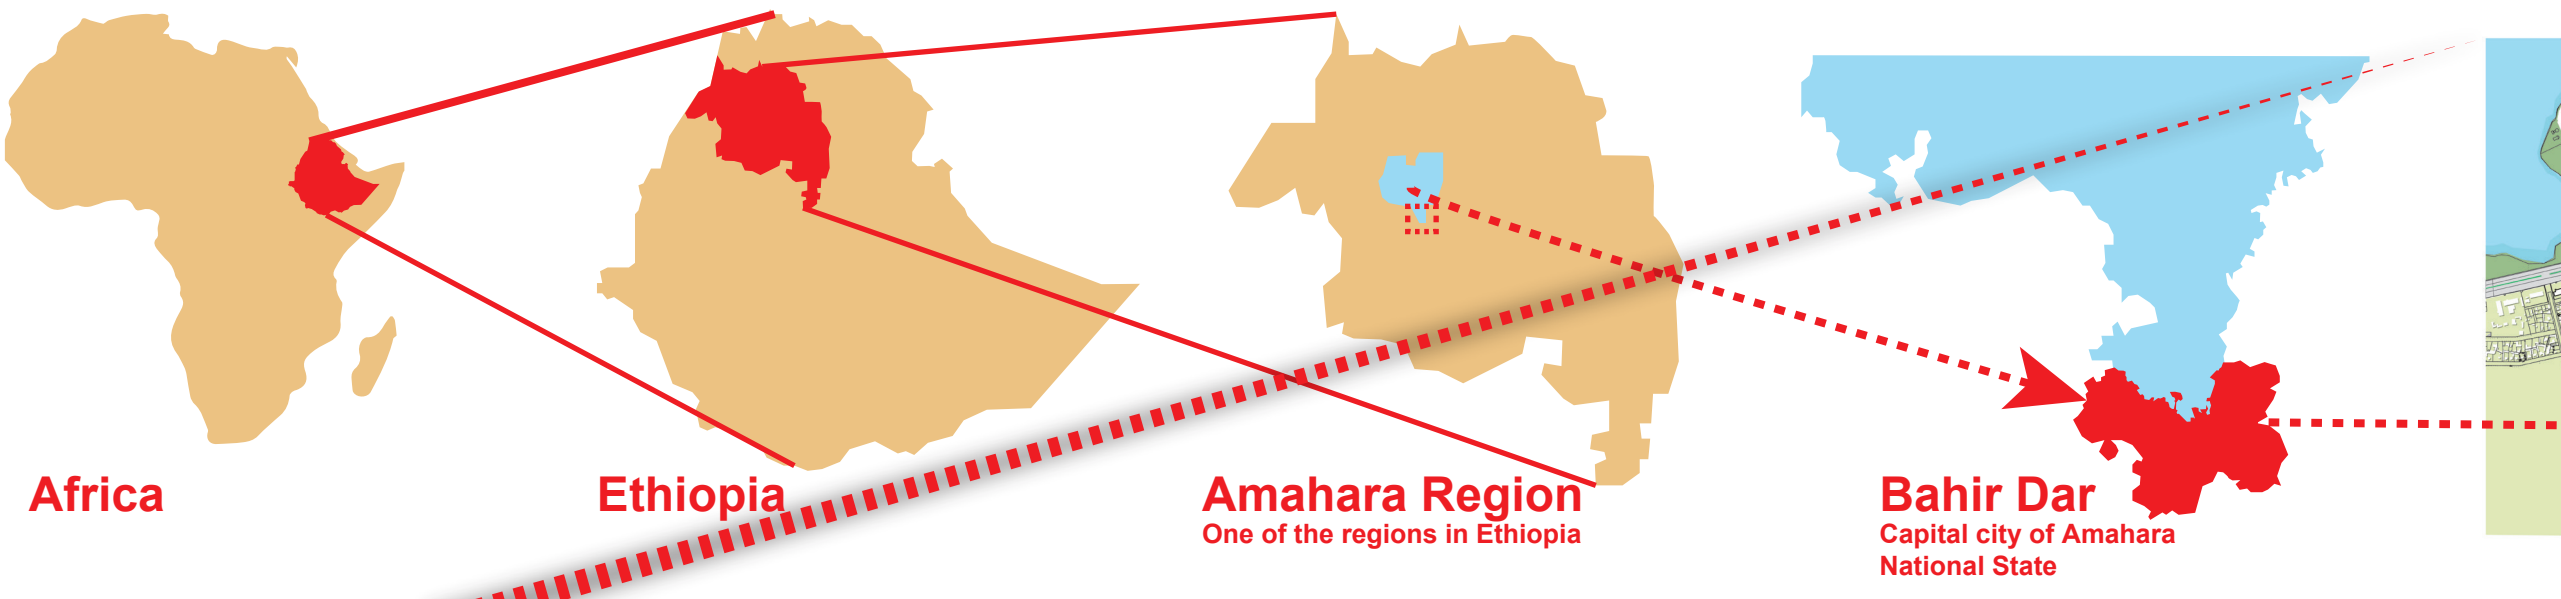 Africa
Ethiopia
Amahara Region
One of the regions in Ethiopia
Bahir Dar
Capital city of Amahara
National State